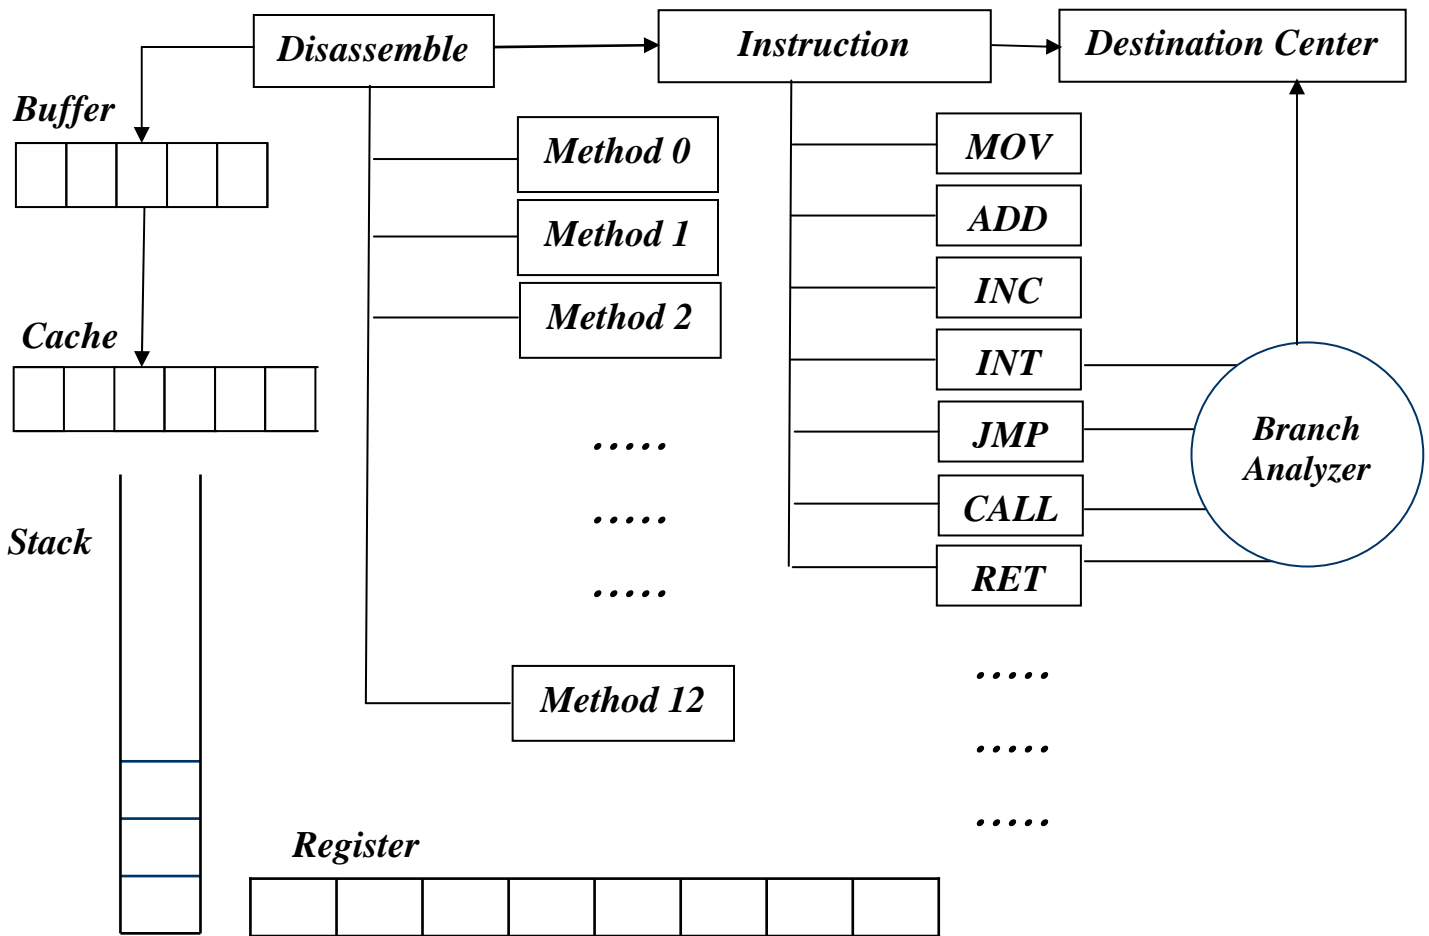 Disassemble
Instruction
Destination Center
Buffer
Method 0
MOV
Method 1
ADD
Method 2
INC
Cache
INT
.....
JMP
Branch
Analyzer
.....
CALL
Stack
.....
RET
Method 12
.....
.....
.....
Register